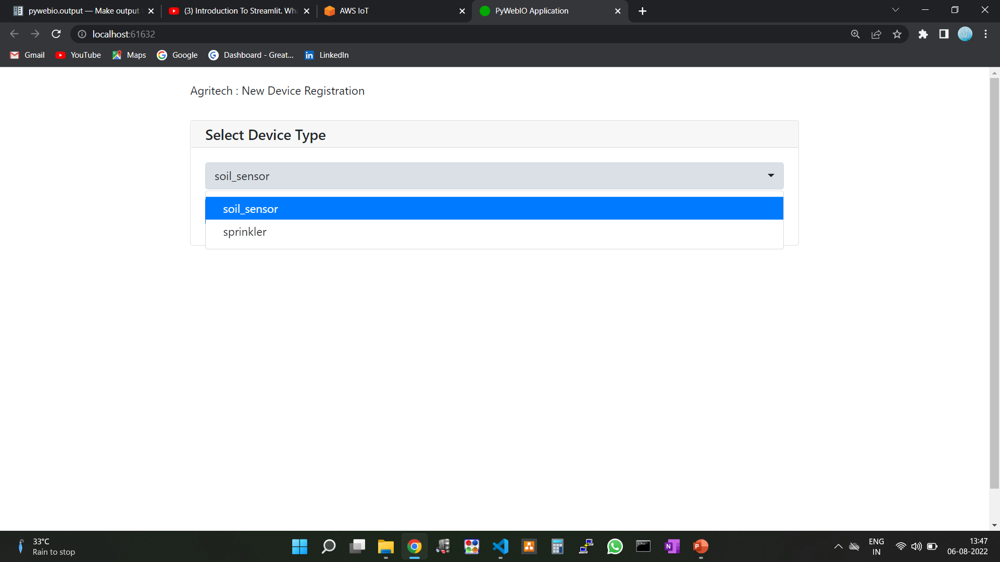 pywebio.output — Make output
(3) Introduction To Streamlit. Wh
AWS IoT
PyWebIO Application
localhost:61632
Gmail
YouTube
Maps
Google
Dashboard - Great...
LinkedIn
Agritech : New Device Registration
Select Device Type
soil_sensor
soil_sensor
sprinkler
33°C
Rain to stop
ENG
IN
13:47
06-08-2022